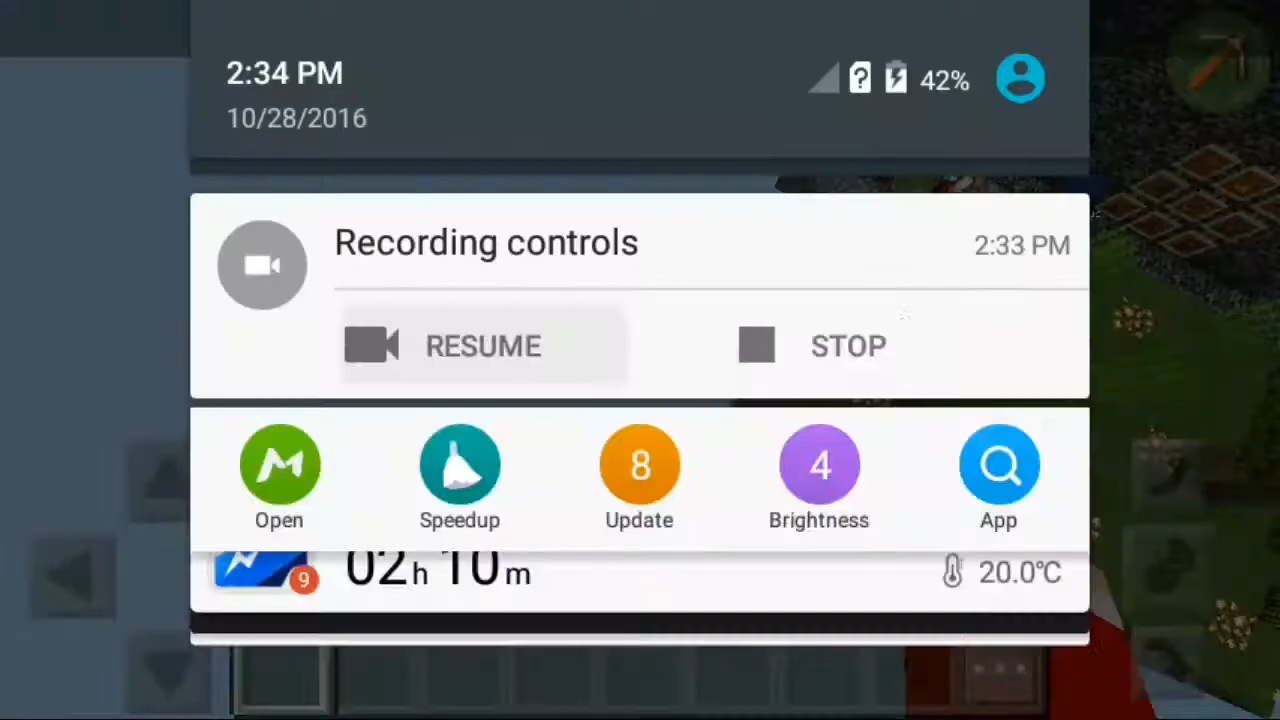 2:34 PM
42%
10/28/2016
Recording controls
2:33 PM
RESUME
STOP
8
4
Open
Speedup
Update
Brightness
App
9
02h 10m
20.0°C